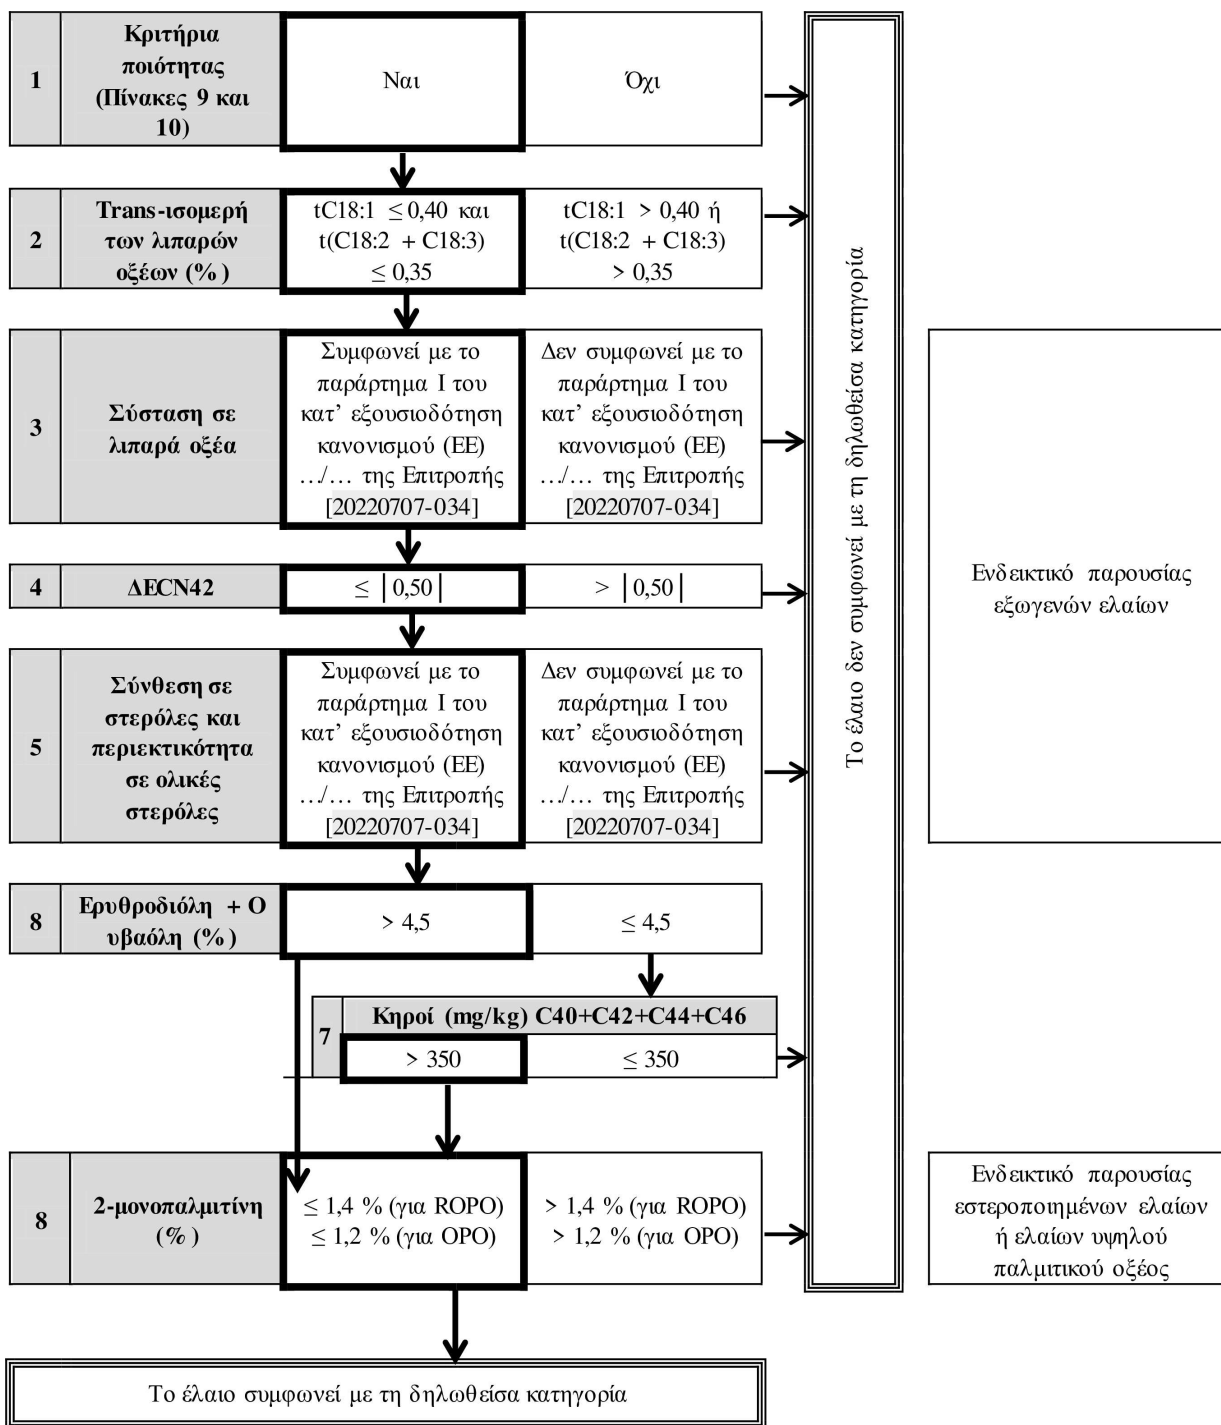 1
Κριτήρια
ποιότητας
(Πίνακες 9 και
10)
Ναι
Όχι
2
Trans-ισομερή
των λιπαρών
οξέων (%)
tC18:1 ≤ 0,40 και
t(C18:2 + C18:3)
≤ 0,35
tC18:1 > 0,40 ή
t(C18:2 + C18:3)
> 0,35
3
Σύσταση σε
λιπαρά οξέα
Συμφωνεί με το
παράρτημα I του
κατ’ εξουσιοδότηση
κανονισμού (ΕΕ)
…/… της Επιτροπής
[20220707-034]
Δεν συμφωνεί με το
παράρτημα I του
κατ’ εξουσιοδότηση
κανονισμού (ΕΕ)
…/… της Επιτροπής
[20220707-034]
4
ΔECN42
≤ |0,50|
> |0,50|
5
Σύνθεση σε
στερόλες και
περιεκτικότητα
σε ολικές
στερόλες
Συμφωνεί με το
παράρτημα I του
κατ’ εξουσιοδότηση
κανονισμού (ΕΕ)
…/… της Επιτροπής
[20220707-034]
Δεν συμφωνεί με το
παράρτημα I του
κατ’ εξουσιοδότηση
κανονισμού (ΕΕ)
…/… της Επιτροπής
[20220707-034]
8
Ερυθροδιόλη + Ο
υβαόλη (%)
> 4,5
≤ 4,5
7
Κηροί (mg/kg) C40+C42+C44+C46
> 350
≤ 350
8
2-μονοπαλμιτίνη
(%)
≤ 1,4 % (για ROPO)
≤ 1,2 % (για OPO)
> 1,4 % (για ROPO)
> 1,2 % (για OPO)
Το έλαιο δεν συμφωνεί με τη δηλωθείσα κατηγορία
Ενδεικτικό παρουσίας
εξωγενών ελαίων
Ενδεικτικό παρουσίας
εστεροποιημένων ελαίων
ή ελαίων υψηλού
παλμιτικού οξέος
Το έλαιο συμφωνεί με τη δηλωθείσα κατηγορία